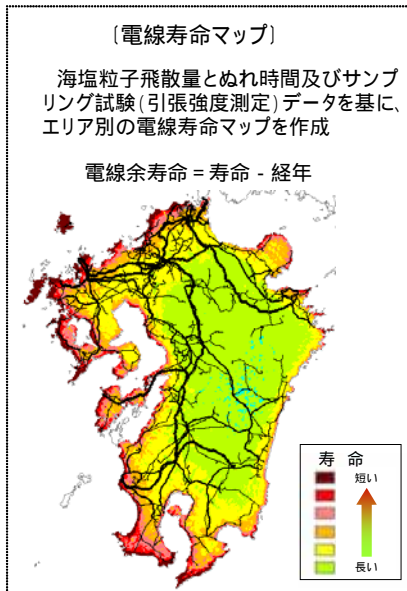 〔電線寿命マップ〕
海塩粒子飛散量とぬれ時間及びサンプ
リング試験(引張強度測定)データを基に、
エリア別の電線寿命マップを作成
電線余寿命=寿命-経年
寿 命
短い
長い